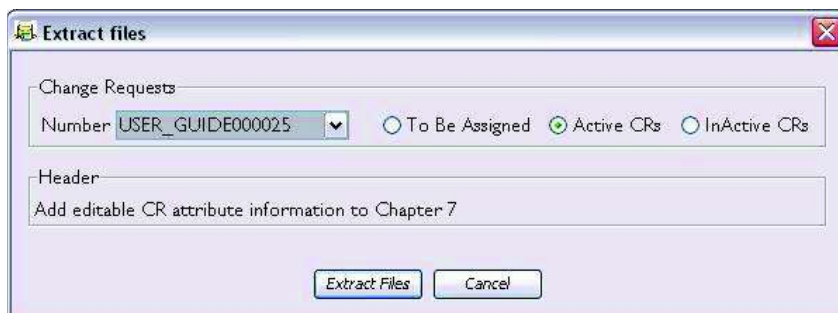 Extract files
Change Requests
Number USER_GUIDE000025 To Be Assigned Active CRs InActive CRs
Header
Add editable CR attribute information to Chapter 7
Extract Files Cancel